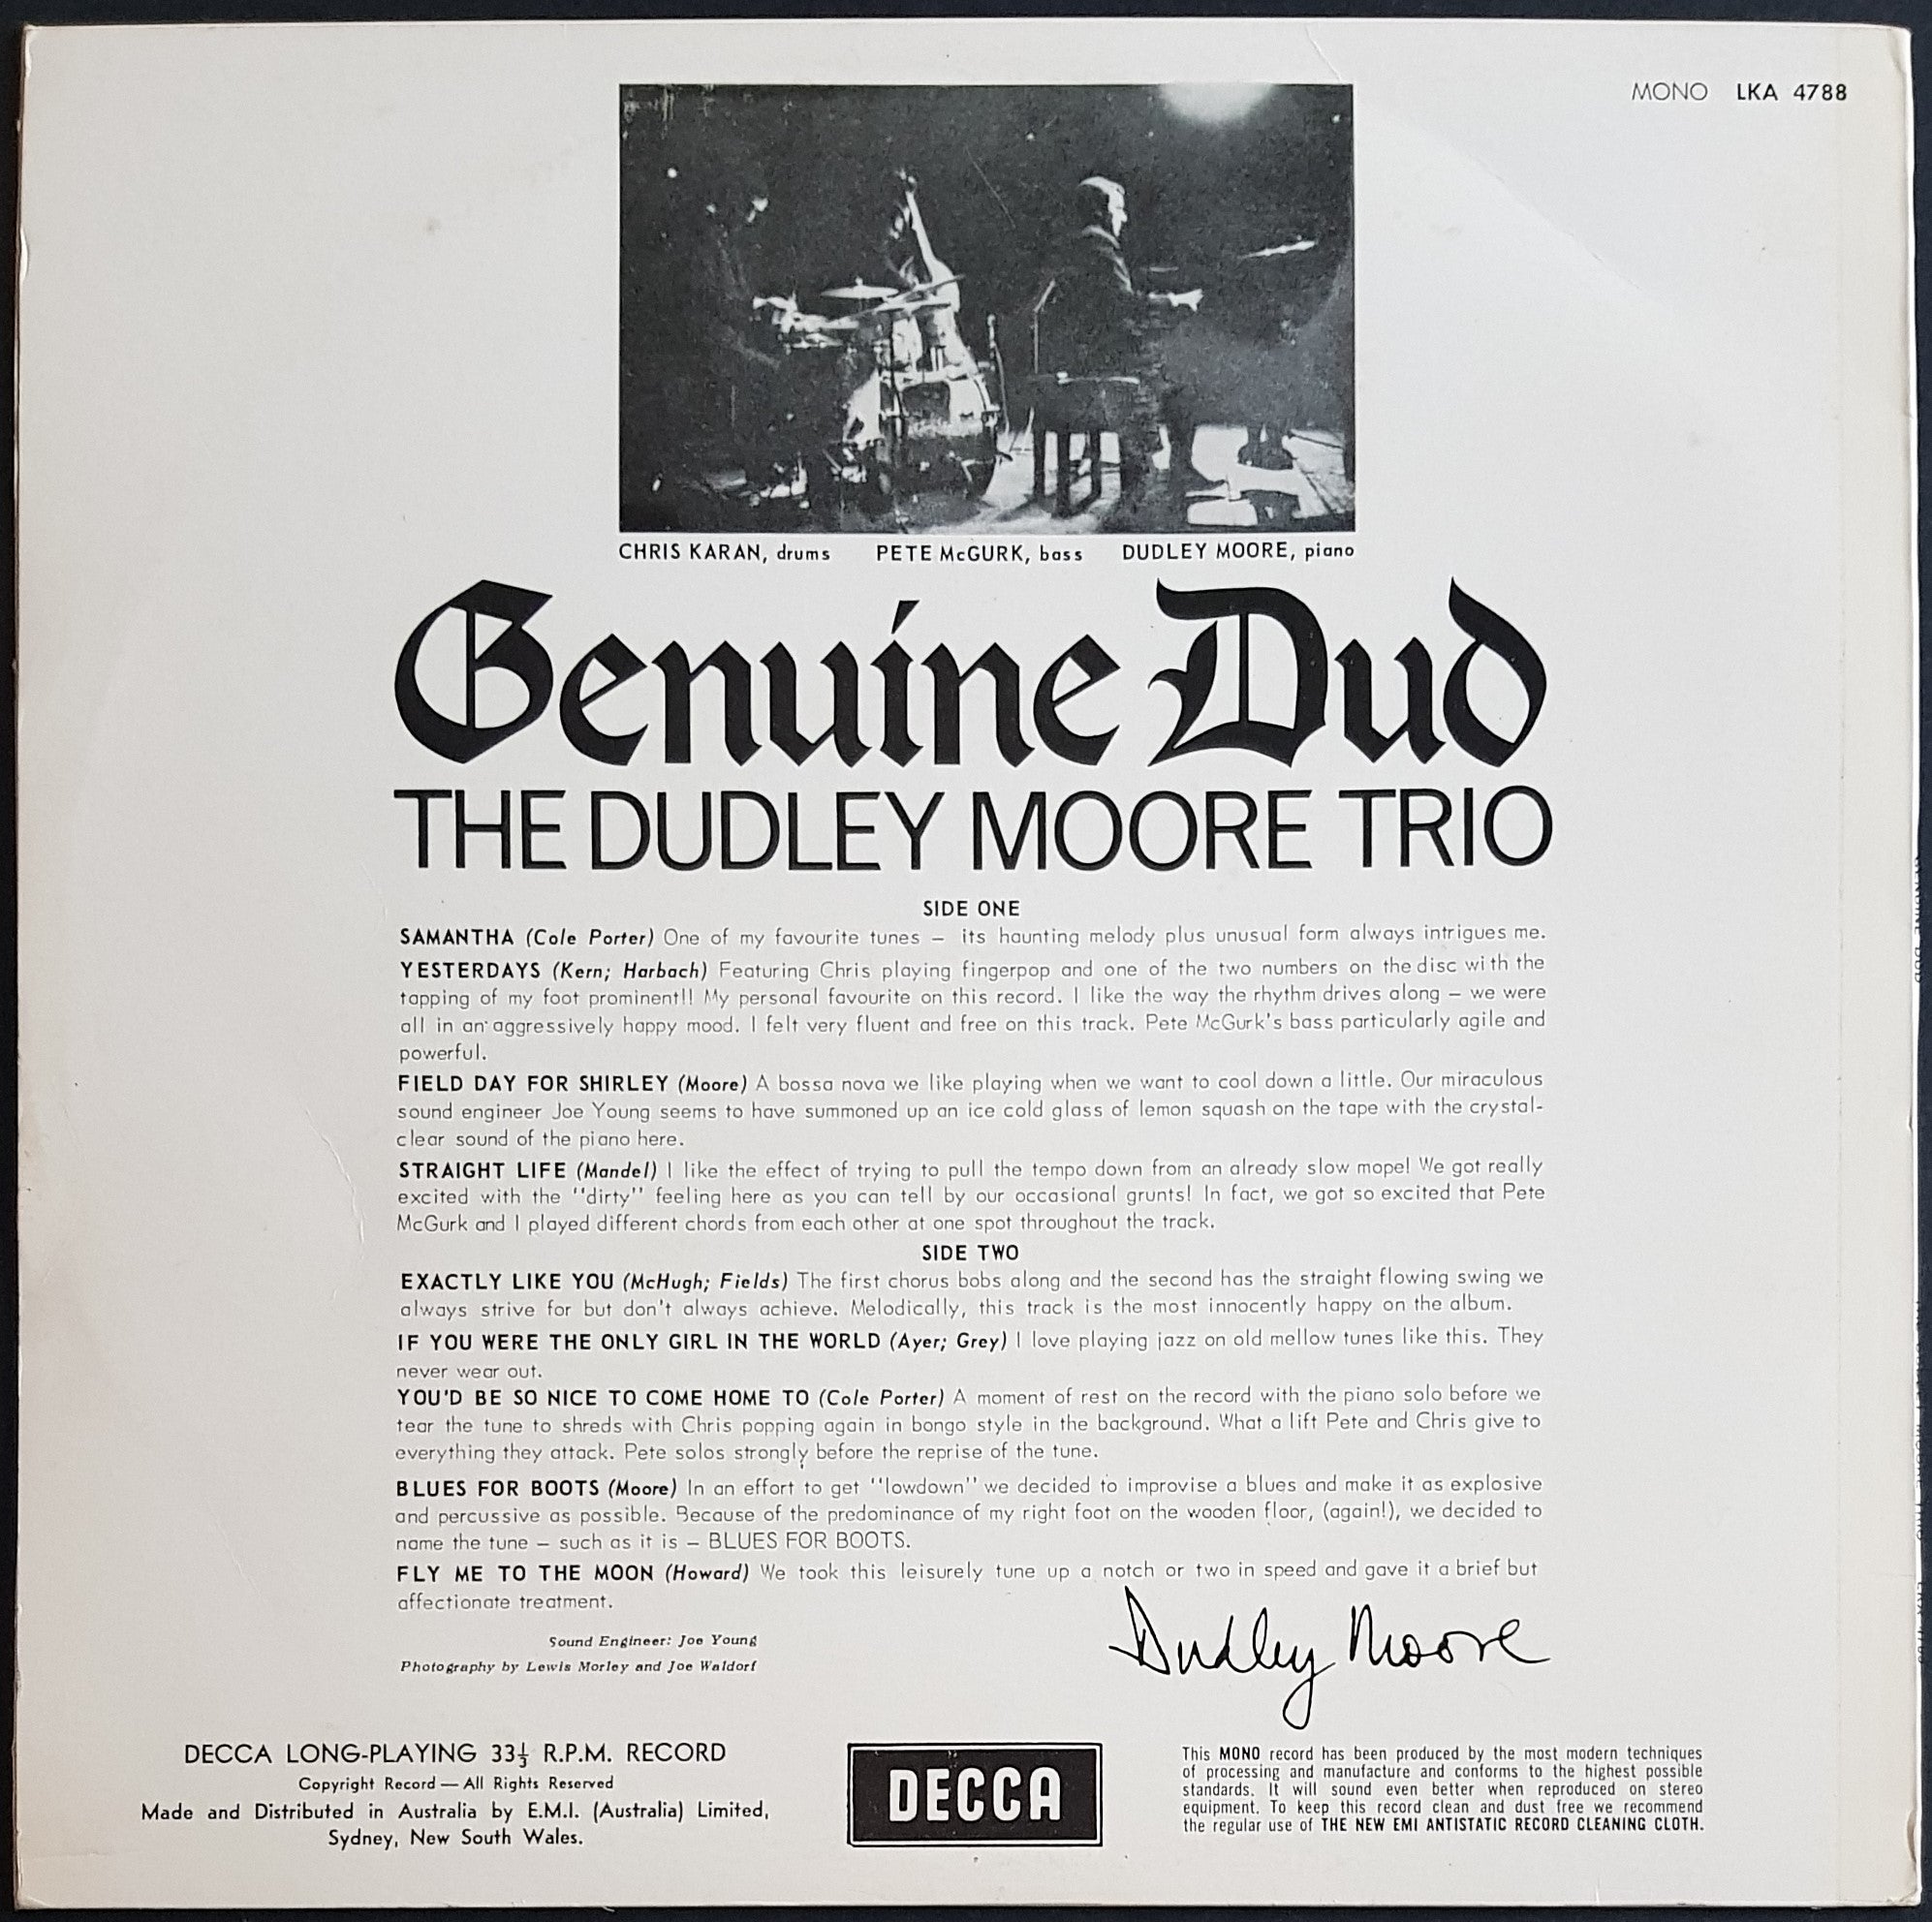 MONO LKA 4788
CHRIS KARAN, drums PETE McGURK, bass DUDLEY MOORE, piano
Genuine Dud
THE DUDLEY MOORE TRIO
SIDE ONE
SAMANTHA (Cole Porter) One of my favourite tunes – its haunting melody plus unusual form always intrigues me.
YESTERDAYS (Kern; Harbach) Featuring Chris playing fingerpop and one of the two numbers on the disc with the
tapping of my foot prominent!! My personal favourite on this record. I like the way the rhythm drives along – we were
all in an aggressively happy mood. I felt very fluent and free on this track. Pete McGurk's bass particularly agile and
powerful.
FIELD DAY FOR SHIRLEY (Moore) A bossa nova we like playing when we want to cool down a little. Our miraculous
sound engineer Joe Young seems to have summoned up an ice cold glass of lemon squash on the tape with the crystal-
clear sound of the piano here.
STRAIGHT LIFE (Mandel) I like the effect of trying to pull the tempo down from an already slow mope! We got really
excited with the "dirty" feeling here as you can tell by our occasional grunts! In fact, we got so excited that Pete
McGurk and I played different chords from each other at one spot throughout the track.
SIDE TWO
EXACTLY LIKE YOU (McHugh; Fields) The first chorus bobs along and the second has the straight flowing swing we
always strive for but don't always achieve. Melodically, this track is the most innocently happy on the album.
IF YOU WERE THE ONLY GIRL IN THE WORLD (Ayer; Grey) I love playing jazz on old mellow tunes like this. They
never wear out.
YOU'D BE SO NICE TO COME HOME TO (Cole Porter) A moment of rest on the record with the piano solo before we
tear the tune to shreds with Chris popping again in bongo style in the background. What a lift Pete and Chris give to
everything they attack. Pete solos strongly before the reprise of the tune.
BLUES FOR BOOTS (Moore) In an effort to get "lowdown" we decided to improvise a blues and make it as explosive
and percussive as possible. Because of the predominance of my right foot on the wooden floor, (again!), we decided to
name the tune – such as it is – BLUES FOR BOOTS.
FLY ME TO THE MOON (Howard) We took this leisurely tune up a notch or two in speed and gave it a brief but
affectionate treatment.
Dudley Moore
Sound Engineer: Joe Young
Photography by Lewis Morley and Joe Waldorf
DECCA LONG-PLAYING 33⅓ R.P.M. RECORD
Copyright Record — All Rights Reserved
Made and Distributed in Australia by E.M.I. (Australia) Limited,
Sydney, New South Wales.
DECCA
This MONO record has been produced by the most modern techniques
of processing and manufacture and conforms to the highest possible
standards. It will sound even better when reproduced on stereo
equipment. To keep this record clean and dust free we recommend
the regular use of THE NEW EMI ANTISTATIC RECORD CLEANING CLOTH.